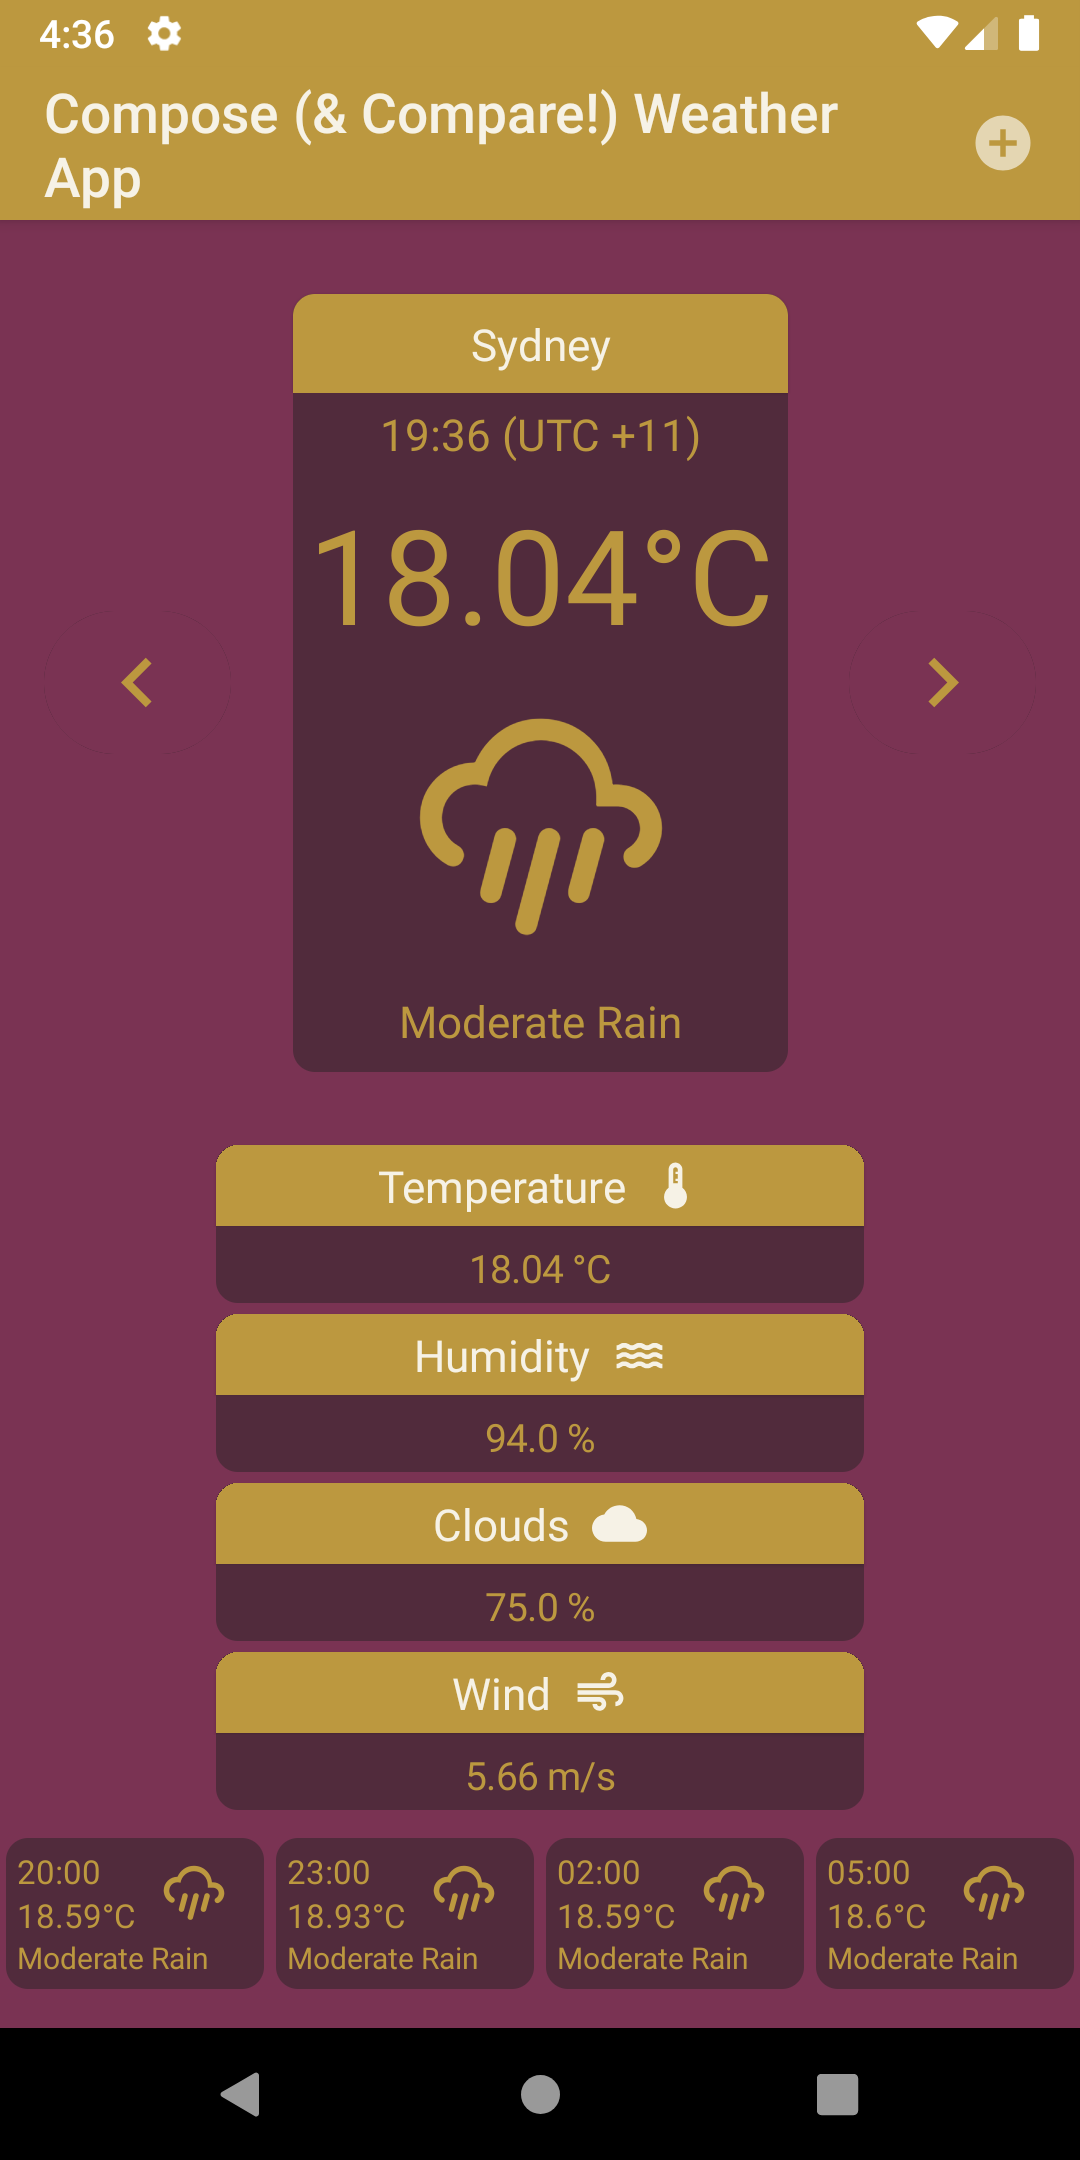 4:36
Compose (& Compare!) Weather
App
Sydney
19:36 (UTC +11)
18.04°C
Moderate Rain
Temperature
18.04 °C
Humidity
94.0 %
Clouds
75.0 %
Wind
5.66 m/s
20:00
18.59°C
Moderate Rain
23:00
18.93°C
Moderate Rain
02:00
18.59°C
Moderate Rain
05:00
18.6°C
Moderate Rain